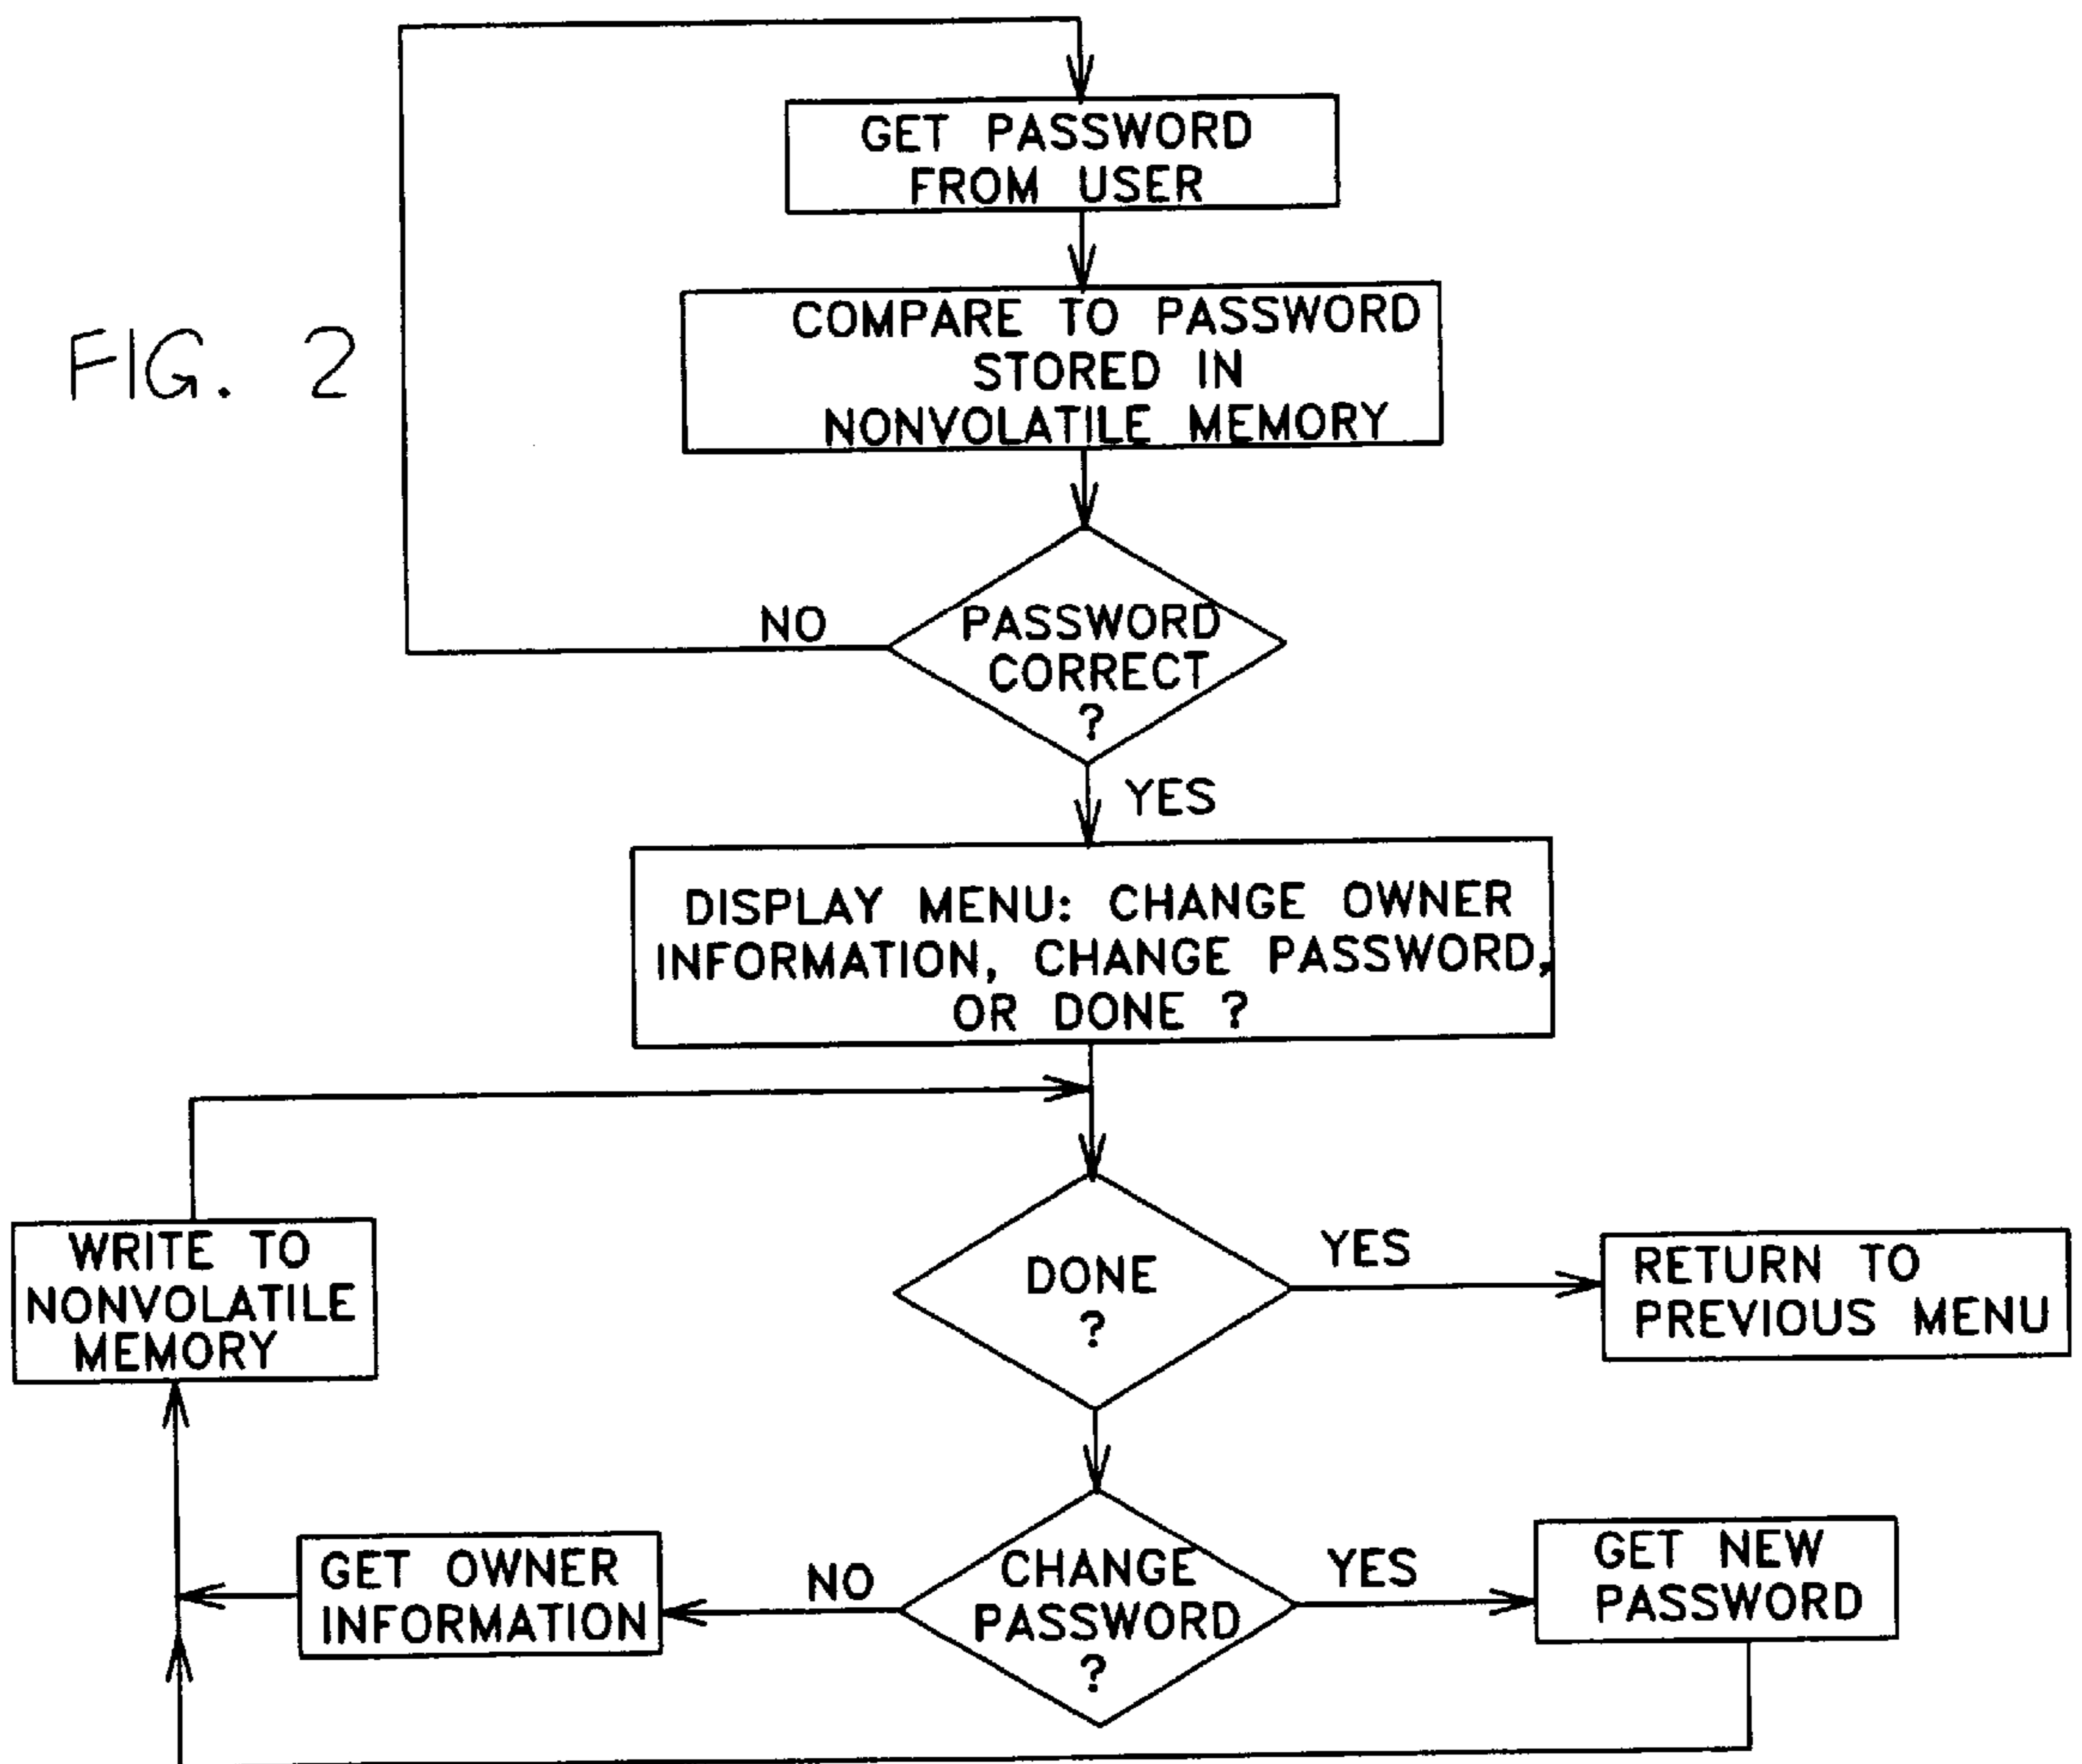 GET PASSWORD
FROM USER
COMPARE TO PASSWORD
STORED IN
NONVOLATILE MEMORY
FIG. 2
NO
PASSWORD
CORRECT
?
YES
DISPLAY MENU: CHANGE OWNER
INFORMATION, CHANGE PASSWORD,
OR DONE ?
WRITE TO
NONVOLATILE
MEMORY
DONE
?
YES
RETURN TO
PREVIOUS MENU
GET OWNER
INFORMATION
NO
CHANGE
PASSWORD
?
YES
GET NEW
PASSWORD